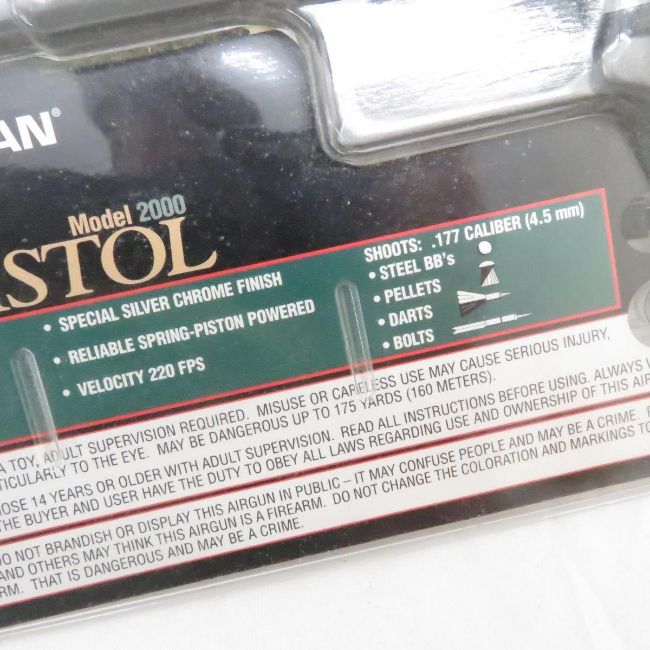 AN®
Model 2000
STOL
• SPECIAL SILVER CHROME FINISH
• RELIABLE SPRING-PISTON POWERED
• VELOCITY 220 FPS
SHOOTS: .177 CALIBER (4.5 mm)
• STEEL BB's
• PELLETS
• DARTS
• BOLTS
A TOY, ADULT SUPERVISION REQUIRED. MISUSE OR CARELESS USE MAY CAUSE SERIOUS INJURY,
TICULARLY TO THE EYE. MAY BE DANGEROUS UP TO 175 YARDS (160 METERS).
HOSE 14 YEARS OR OLDER WITH ADULT SUPERVISION. READ ALL INSTRUCTIONS BEFORE USING. ALWAYS
THE BUYER AND USER HAVE THE DUTY TO OBEY ALL LAWS REGARDING USE AND OWNERSHIP OF THIS AIR
DO NOT BRANDISH OR DISPLAY THIS AIRGUN IN PUBLIC – IT MAY CONFUSE PEOPLE AND MAY BE A CRIME.
AND OTHERS MAY THINK THIS AIRGUN IS A FIREARM. DO NOT CHANGE THE COLORATION AND MARKINGS TO
RM. THAT IS DANGEROUS AND MAY BE A CRIME.